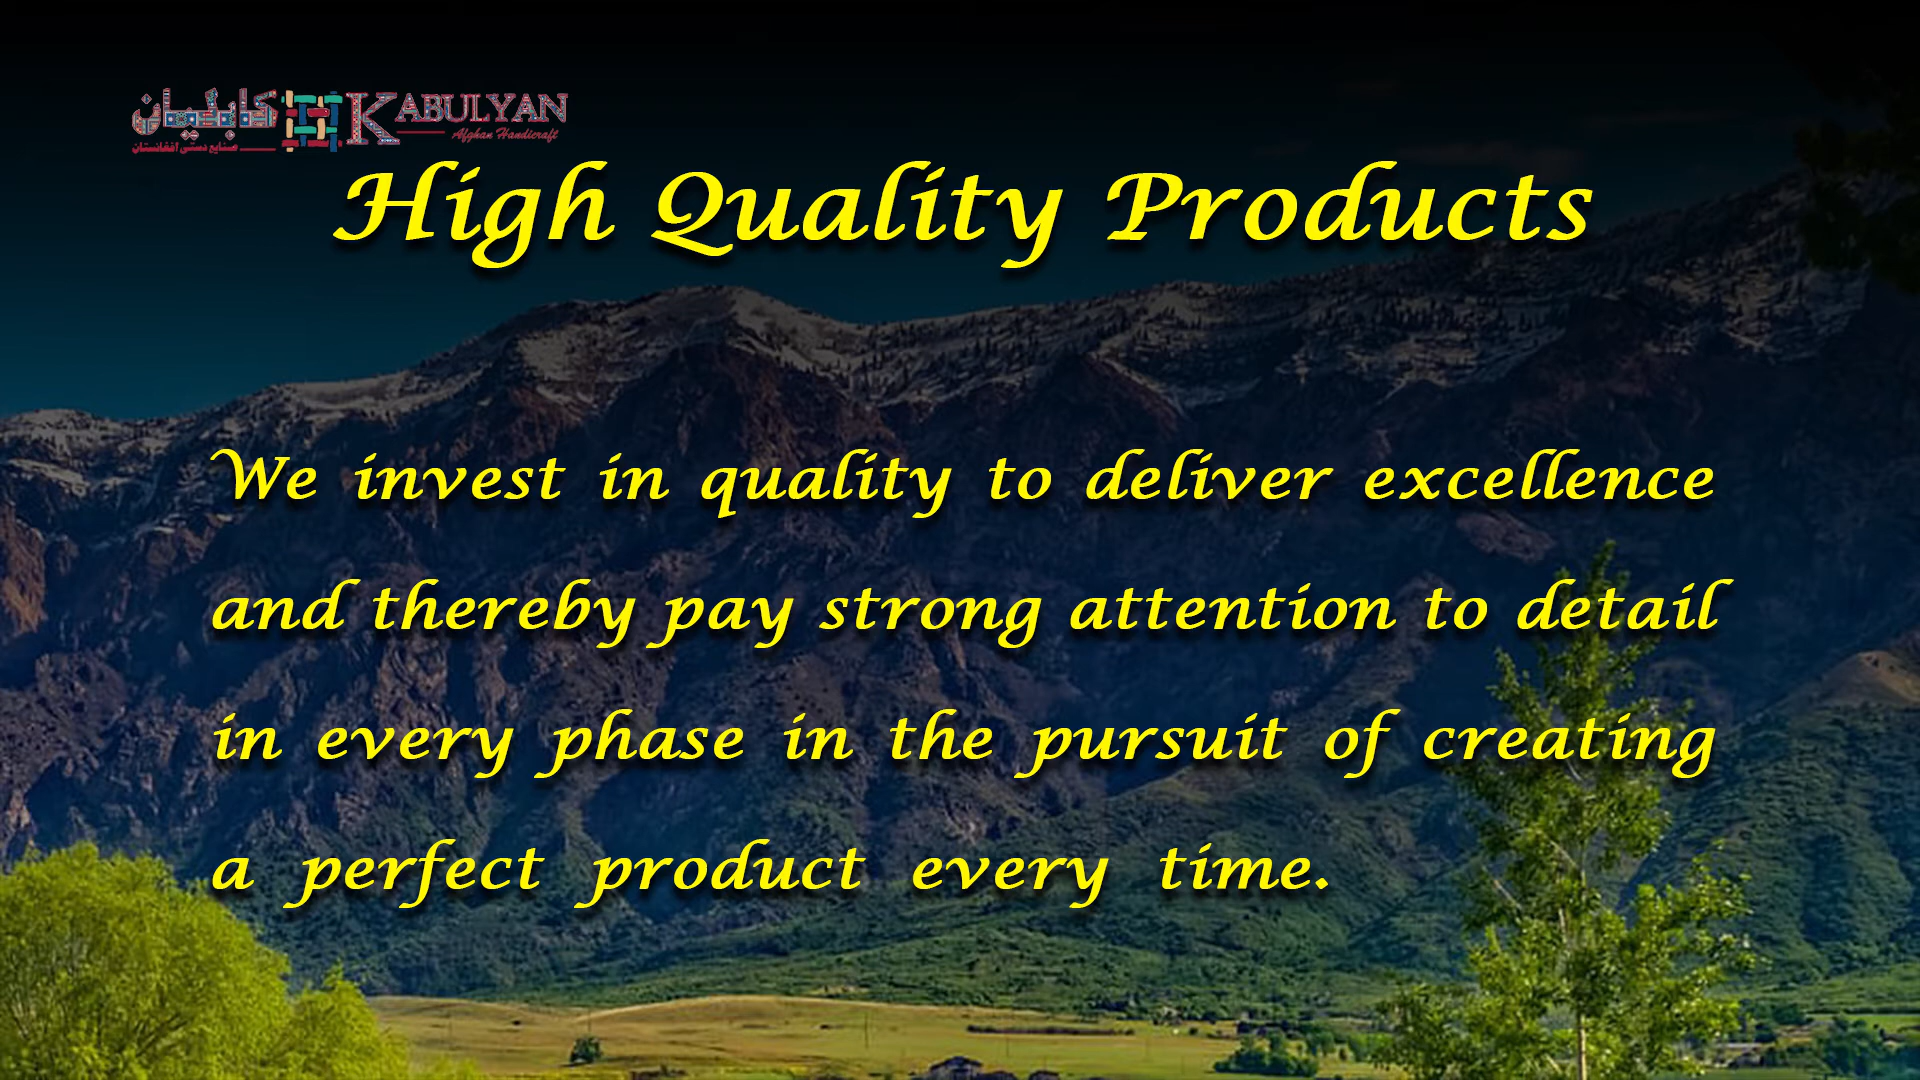 کابلیان KABULYAN
صنایع دستی افغانستان Afghan Handicraft
High Quality Products
We invest in quality to deliver excellence
and thereby pay strong attention to detail
in every phase in the pursuit of creating
a perfect product every time.